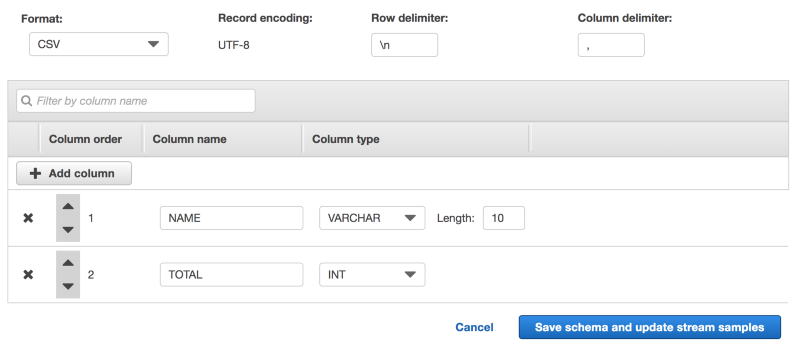 Format: Record encoding: Row delimiter: Column delimiter:
CSV UTF-8 \n ,
Filter by column name
Column order Column name Column type
Add column
1 NAME VARCHAR Length: 10
2 TOTAL INT
Cancel Save schema and update stream samples